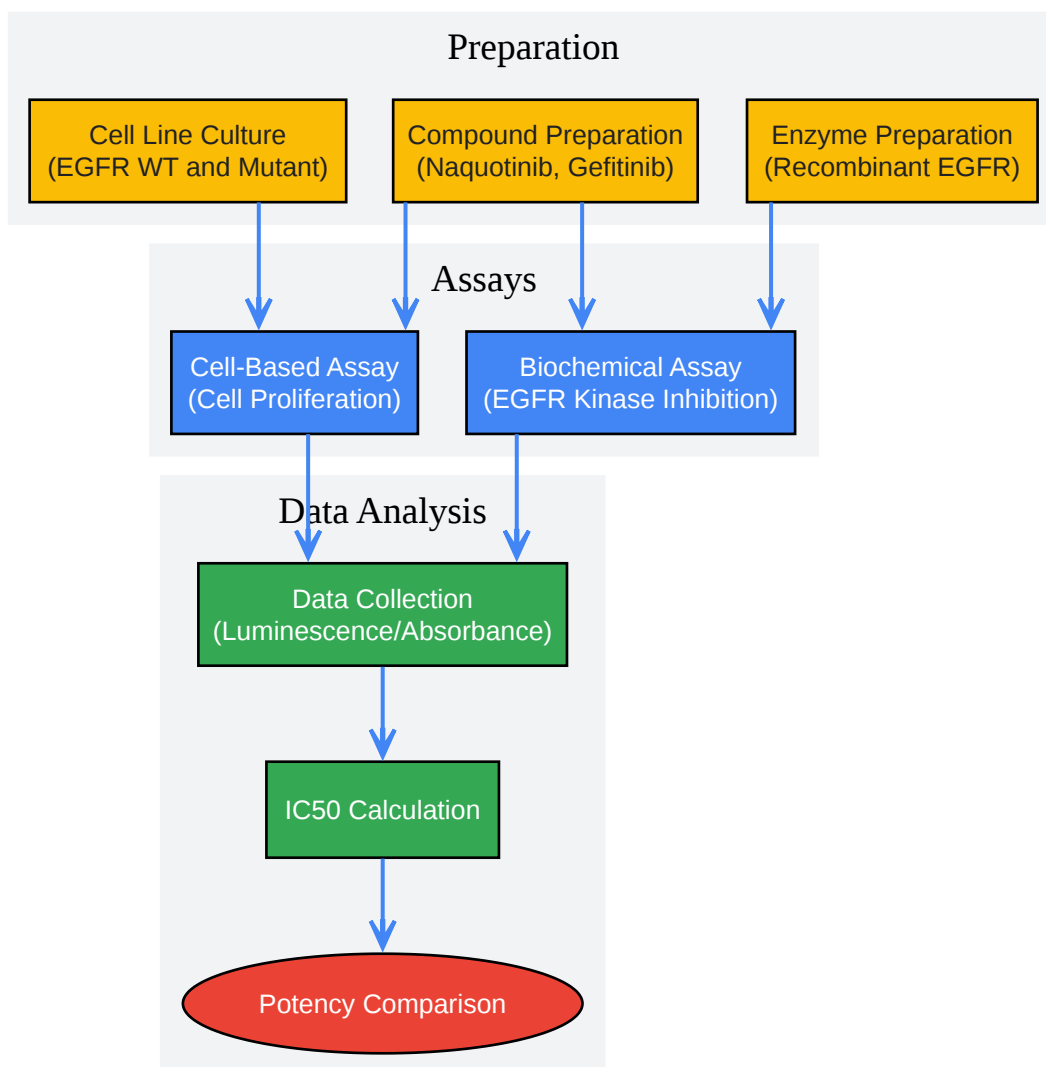 Preparation
Cell Line Culture
(EGFR WT and Mutant)
Compound Preparation
(Naquotinib, Gefitinib)
Enzyme Preparation
(Recombinant EGFR)
Assays
Cell-Based Assay
(Cell Proliferation)
Biochemical Assay
(EGFR Kinase Inhibition)
Data Analysis
Data Collection
(Luminescence/Absorbance)
IC50 Calculation
Potency Comparison